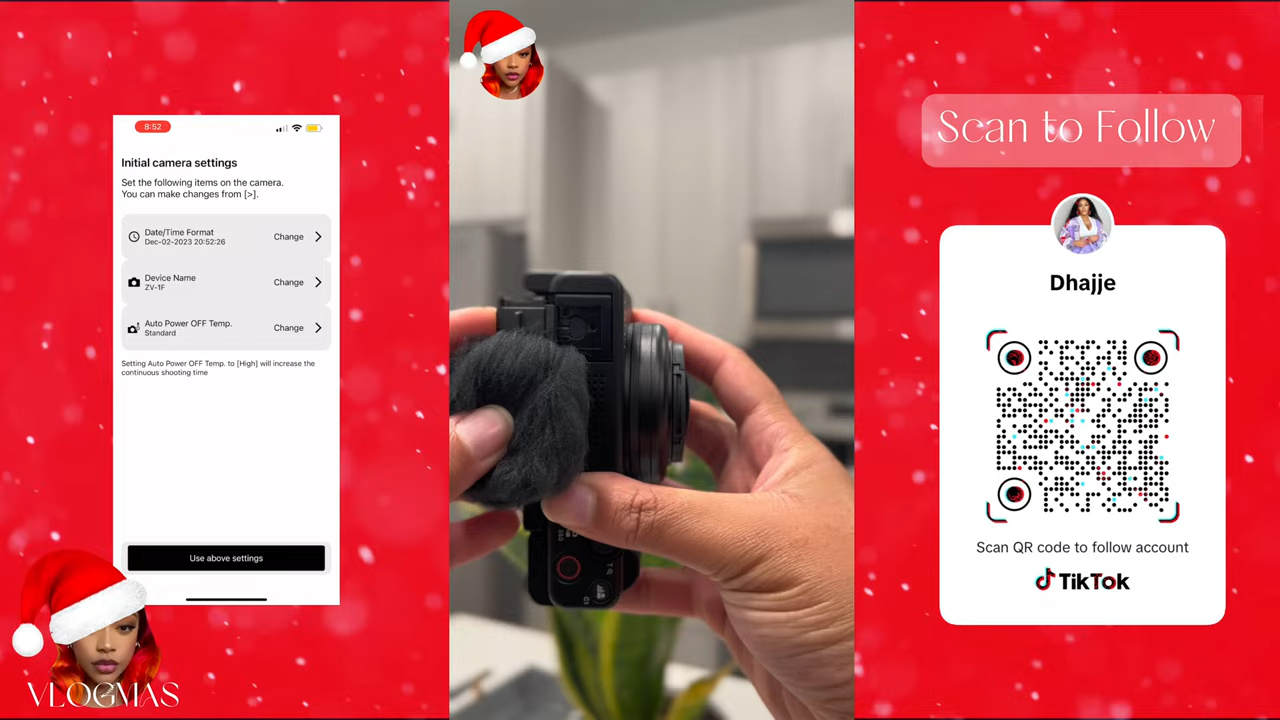 8:52
Initial camera settings
Set the following items on the camera.
You can make changes from [>].
Date/Time Format
Dec-02-2023 20:52:26
Change
Device Name
ZV-1F
Change
Auto Power OFF Temp.
Standard
Change
Setting Auto Power OFF Temp. to [High] will increase the
continuous shooting time
Use above settings
VLOGMAS
Scan to Follow
Dhajje
Scan QR code to follow account
TikTok